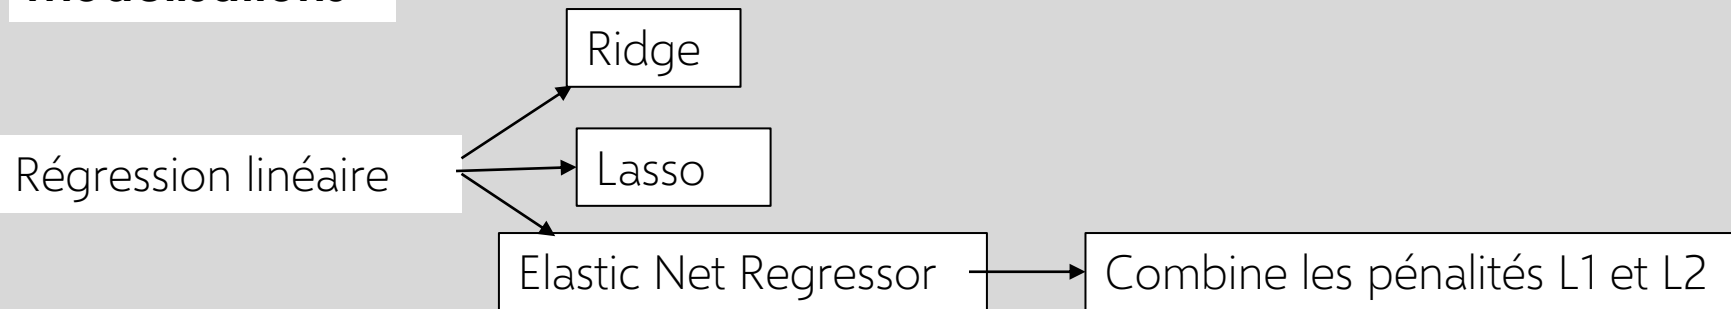 Ridge
Régression linéaire
Lasso
Elastic Net Regressor
Combine les pénalités L1 et L2